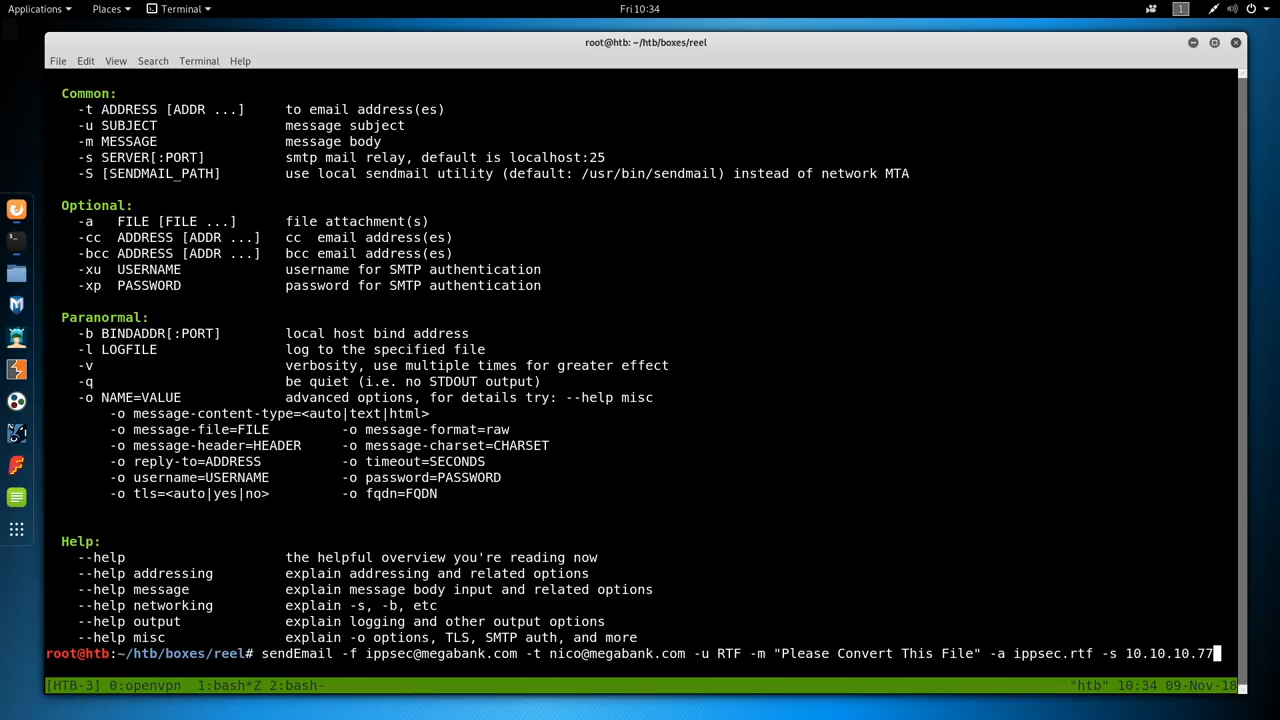 Applications Places Terminal Fri 10:34 1
root@htb: ~/htb/boxes/reel
File Edit View Search Terminal Help
Common:
-t ADDRESS [ADDR ...] to email address(es)
-u SUBJECT message subject
-m MESSAGE message body
-s SERVER[:PORT] smtp mail relay, default is localhost:25
-S [SENDMAIL_PATH] use local sendmail utility (default: /usr/bin/sendmail) instead of network MTA
Optional:
-a FILE [FILE ...] file attachment(s)
-cc ADDRESS [ADDR ...] cc email address(es)
-bcc ADDRESS [ADDR ...] bcc email address(es)
-xu USERNAME username for SMTP authentication
-xp PASSWORD password for SMTP authentication
Paranormal:
-b BINDADDR[:PORT] local host bind address
-l LOGFILE log to the specified file
-v verbosity, use multiple times for greater effect
-q be quiet (i.e. no STDOUT output)
-o NAME=VALUE advanced options, for details try: --help misc
-o message-content-type=<auto|text|html>
-o message-file=FILE -o message-format=raw
-o message-header=HEADER -o message-charset=CHARSET
-o reply-to=ADDRESS -o timeout=SECONDS
-o username=USERNAME -o password=PASSWORD
-o tls=<auto|yes|no> -o fqdn=FQDN
Help:
--help the helpful overview you're reading now
--help addressing explain addressing and related options
--help message explain message body input and related options
--help networking explain -s, -b, etc
--help output explain logging and other output options
--help misc explain -o options, TLS, SMTP auth, and more
root@htb:~/htb/boxes/reel# sendEmail -f ippsec@megabank.com -t nico@megabank.com -u RTF -m "Please Convert This File" -a ippsec.rtf -s 10.10.10.77
[HTB-3] 0:openvpn 1:bash*Z 2:bash- "htb" 10:34 09-Nov-18